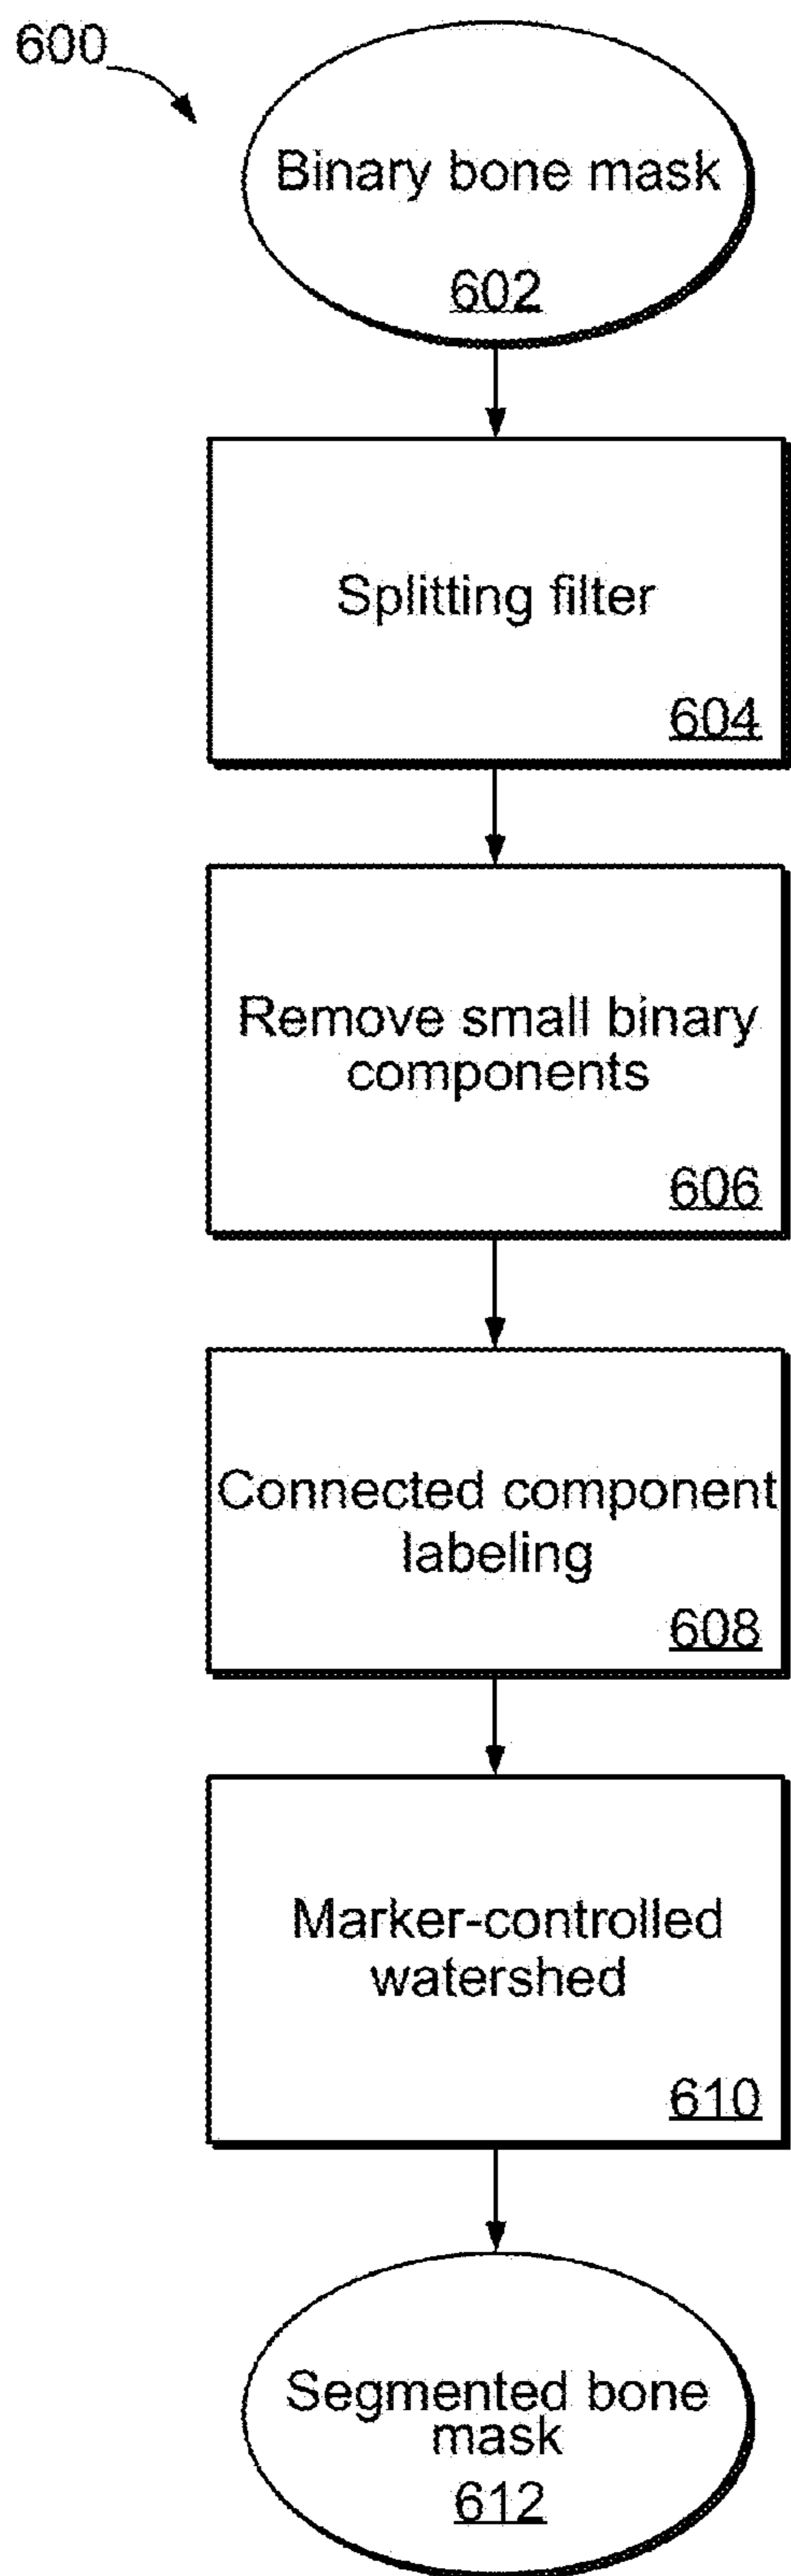 600
Binary bone mask
602
Splitting filter
604
Remove small binary
components
606
Connected component
labeling
608
Marker-controlled
watershed
610
Segmented bone
mask
612